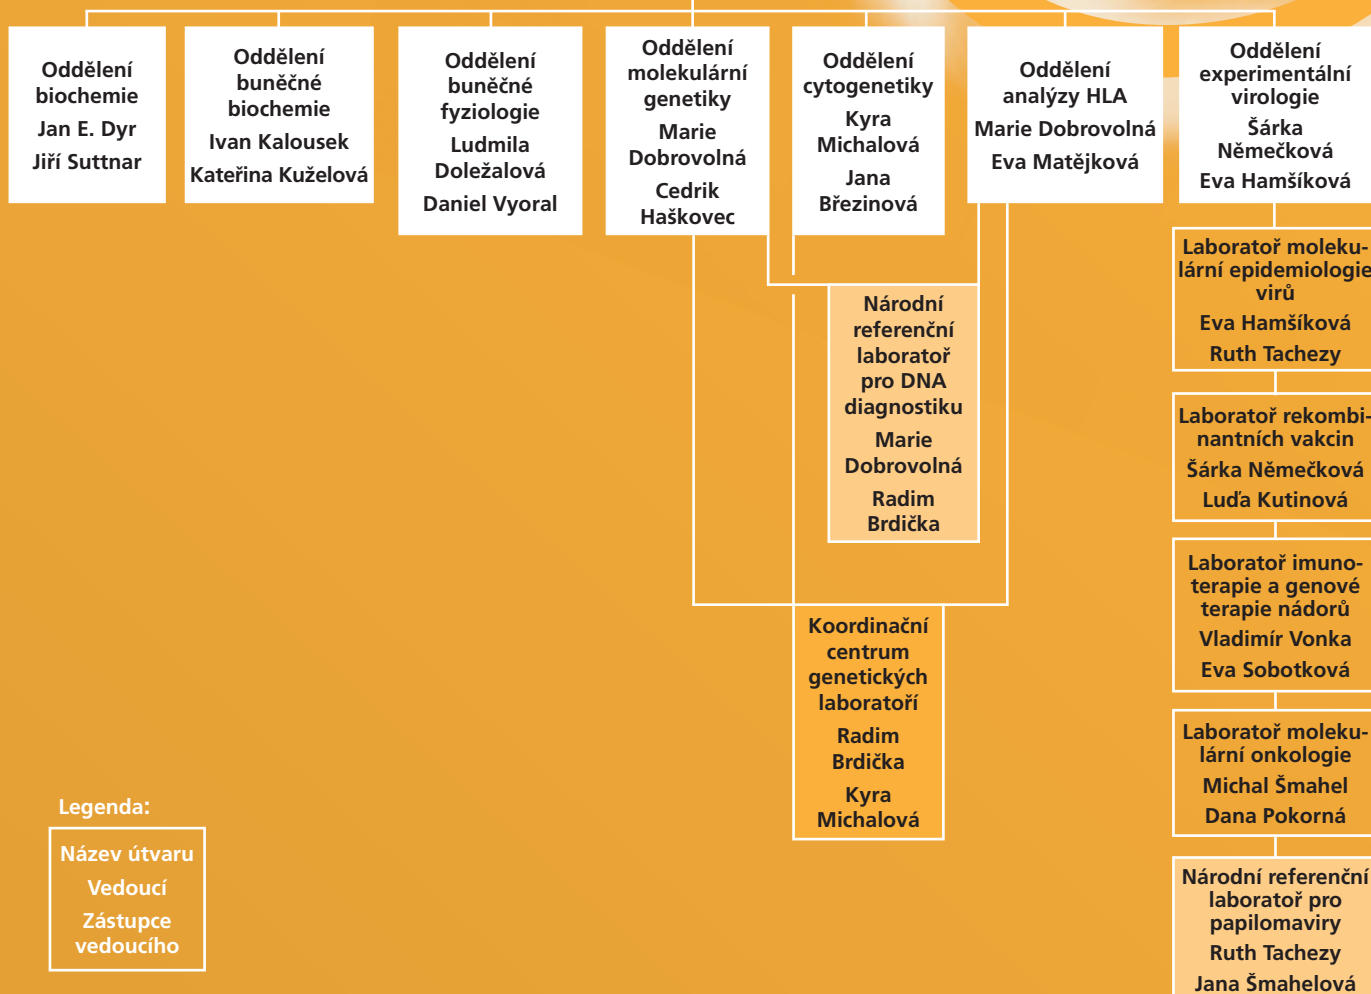 Oddělení
biochemie
Jan E. Dyr
Jiří Suttnar
Oddělení
buněčné
biochemie
Ivan Kalousek
Kateřina Kuželová
Oddělení
buněčné
fyziologie
Ludmila
Doležalová
Daniel Vyoral
Oddělení
molekulární
genetiky
Marie
Dobrovolná
Cedrik
Haškovec
Oddělení
cytogenetiky
Kyra
Michalová
Jana
Březinová
Oddělení
analýzy HLA
Marie Dobrovolná
Eva Matějková
Oddělení
experimentální
virologie
Šárka
Němečková
Eva Hamšíková
Národní
referenční
laboratoř
pro DNA
diagnostiku
Marie
Dobrovolná
Radim
Brdička
Koordinační
centrum
genetických
laboratoří
Radim
Brdička
Kyra
Michalová
Laboratoř moleku-
lární epidemiologie
virů
Eva Hamšíková
Ruth Tachezy
Laboratoř rekombi-
nantních vakcin
Šárka Němečková
Luďa Kutinová
Laboratoř imuno-
terapie a genové
terapie nádorů
Vladimír Vonka
Eva Sobotková
Laboratoř moleku-
lární onkologie
Michal Šmahel
Dana Pokorná
Národní referenční
laboratoř pro
papilomaviry
Ruth Tachezy
Jana Šmahelová
Legenda:
Název útvaru
Vedoucí
Zástupce
vedoucího